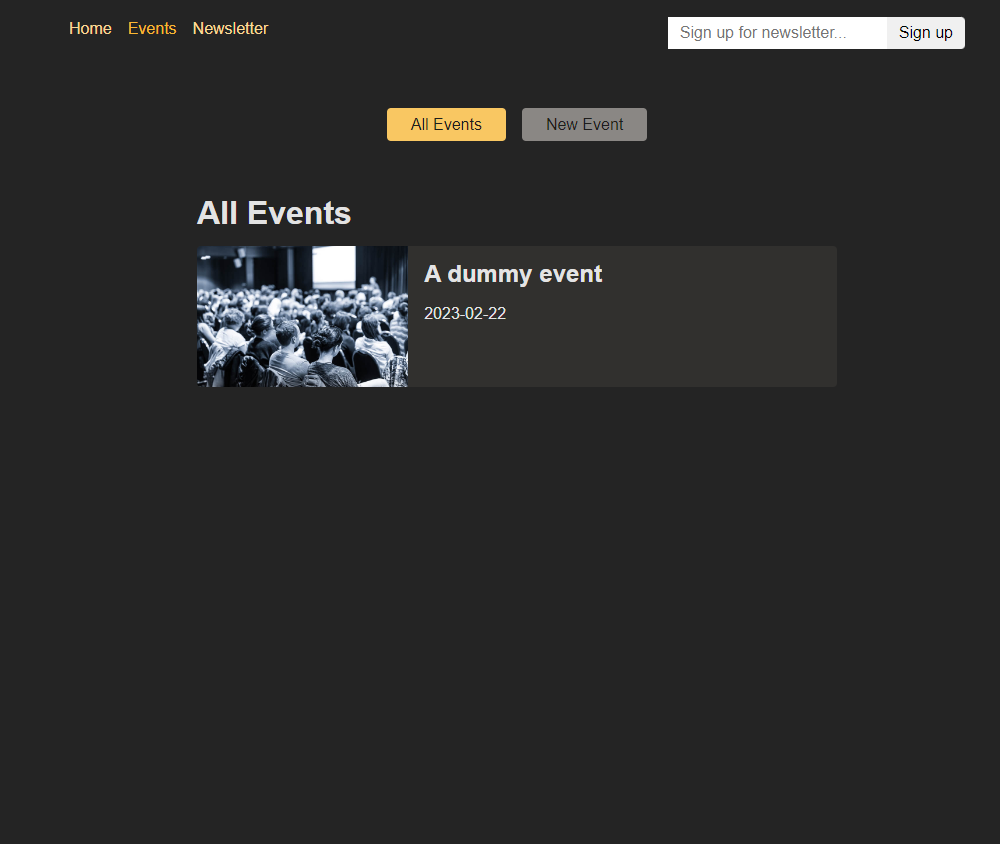 Home Events Newsletter Sign up for newsletter... Sign up
All Events New Event
All Events
A dummy event
2023-02-22